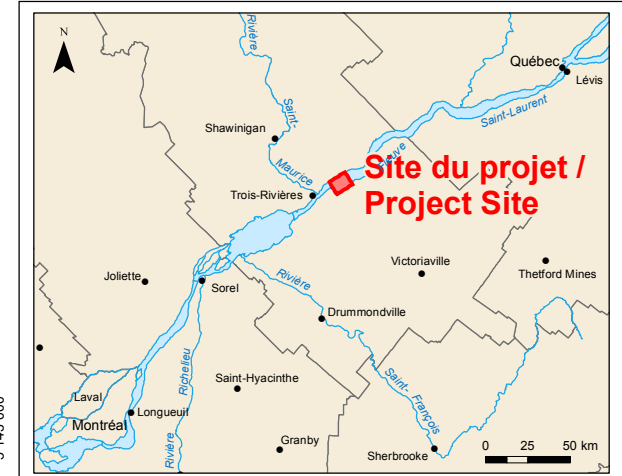 N
Rivière
Saint-
Maurice
Québec
Lévis
Saint-Laurent
Fleuve
Shawinigan
Site du projet /
Project Site
Trois-Rivières
Victoriaville
Thetford Mines
Joliette
Sorel
Rivière
Drummondville
Saint- François
Richelieu
Rivière
Saint-Hyacinthe
Laval
Longueuil
Montréal
Granby
Sherbrooke
0 25 50 km